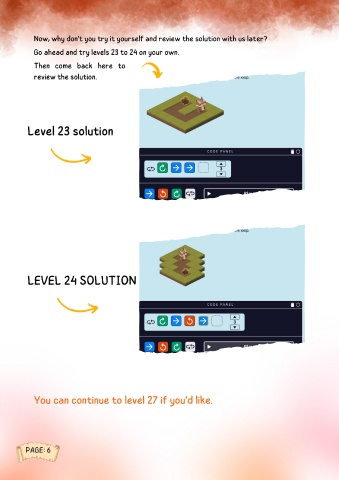 Now, why don't you try it yourself and review the solution with us later?
Go ahead and try levels 23 to 24 on your own.
Then come back here to
review the solution.
Level 23 solution
CODE PANEL
LEVEL 24 SOLUTION
CODE PANEL
You can continue to level 27 if you'd like.
PAGE: 6